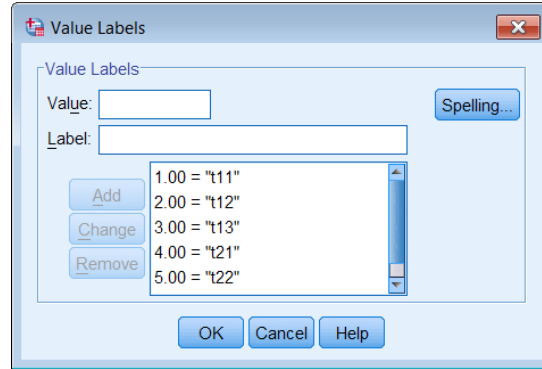 Value Labels
Value Labels
Value:
Spelling...
Label:
Add
Change
Remove
1.00 = "t11"
2.00 = "t12"
3.00 = "t13"
4.00 = "t21"
5.00 = "t22"
OK Cancel Help